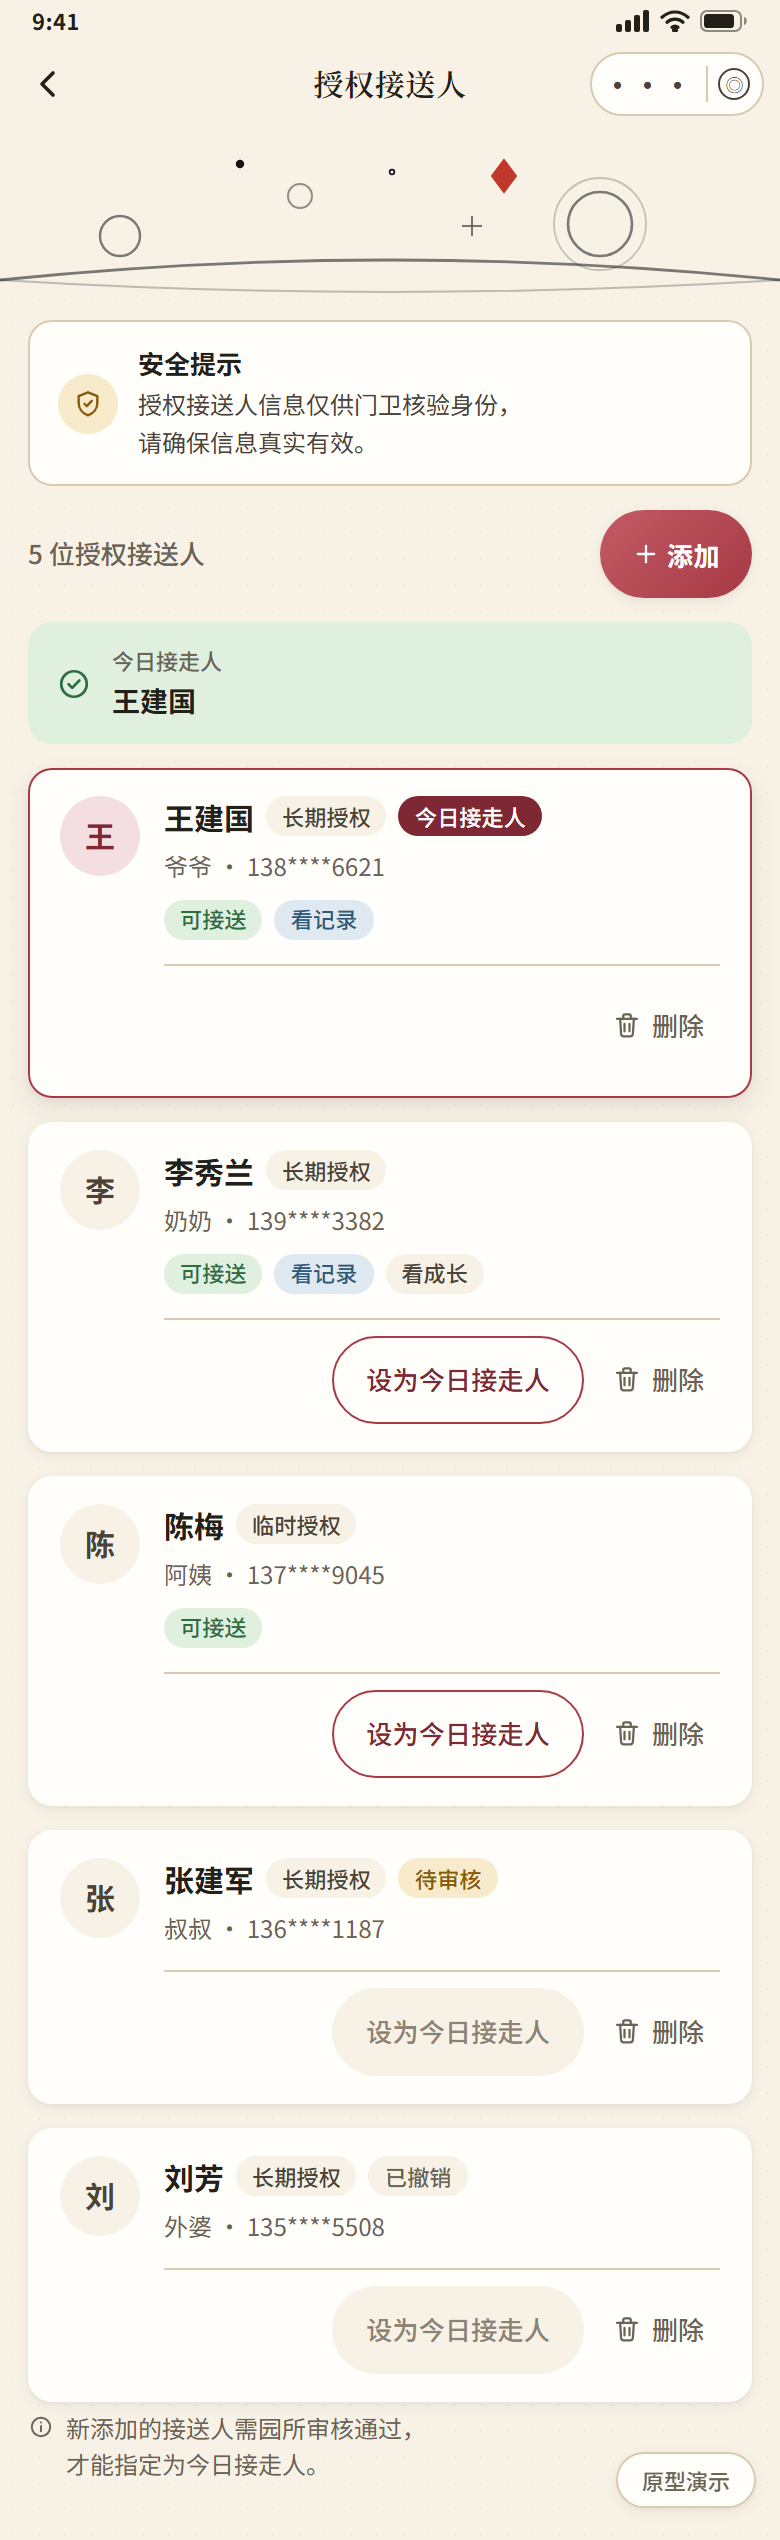 9:41
授权接送人
安全提示
授权接送人信息仅供门卫核验身份，
请确保信息真实有效。
5 位授权接送人
添加
今日接走人
王建国
王
王建国 长期授权 今日接走人
爷爷 · 138****6621
可接送 看记录
删除
李
李秀兰 长期授权
奶奶 · 139****3382
可接送 看记录 看成长
设为今日接走人 删除
陈
陈梅 临时授权
阿姨 · 137****9045
可接送
设为今日接走人 删除
张
张建军 长期授权 待审核
叔叔 · 136****1187
设为今日接走人 删除
刘
刘芳 长期授权 已撤销
外婆 · 135****5508
设为今日接走人 删除
新添加的接送人需园所审核通过，
才能指定为今日接走人。
原型演示